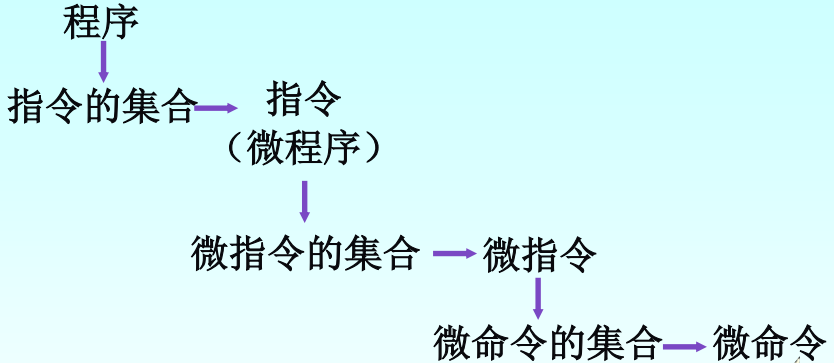 程序
指令的集合
指令
（微程序）
微指令的集合
微指令
微命令的集合
微命令